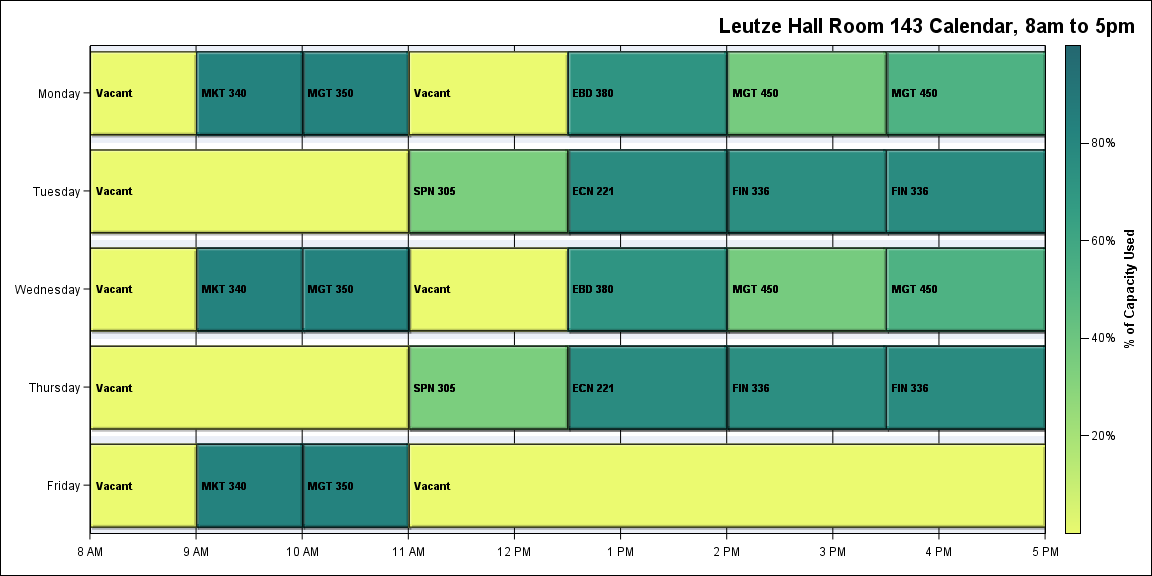 Leutze Hall Room 143 Calendar, 8am to 5pm
Monday
Vacant
MKT 340
MGT 350
Vacant
EBD 380
MGT 450
MGT 450
Tuesday
Vacant
SPN 305
ECN 221
FIN 336
FIN 336
Wednesday
Vacant
MKT 340
MGT 350
Vacant
EBD 380
MGT 450
MGT 450
Thursday
Vacant
SPN 305
ECN 221
FIN 336
FIN 336
Friday
Vacant
MKT 340
MGT 350
Vacant
8 AM
9 AM
10 AM
11 AM
12 PM
1 PM
2 PM
3 PM
4 PM
5 PM
80%
60%
40%
20%
% of Capacity Used